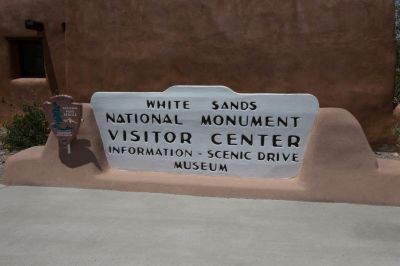 WHITE SANDS
NATIONAL MONUMENT
VISITOR CENTER
INFORMATION - SCENIC DRIVE
MUSEUM